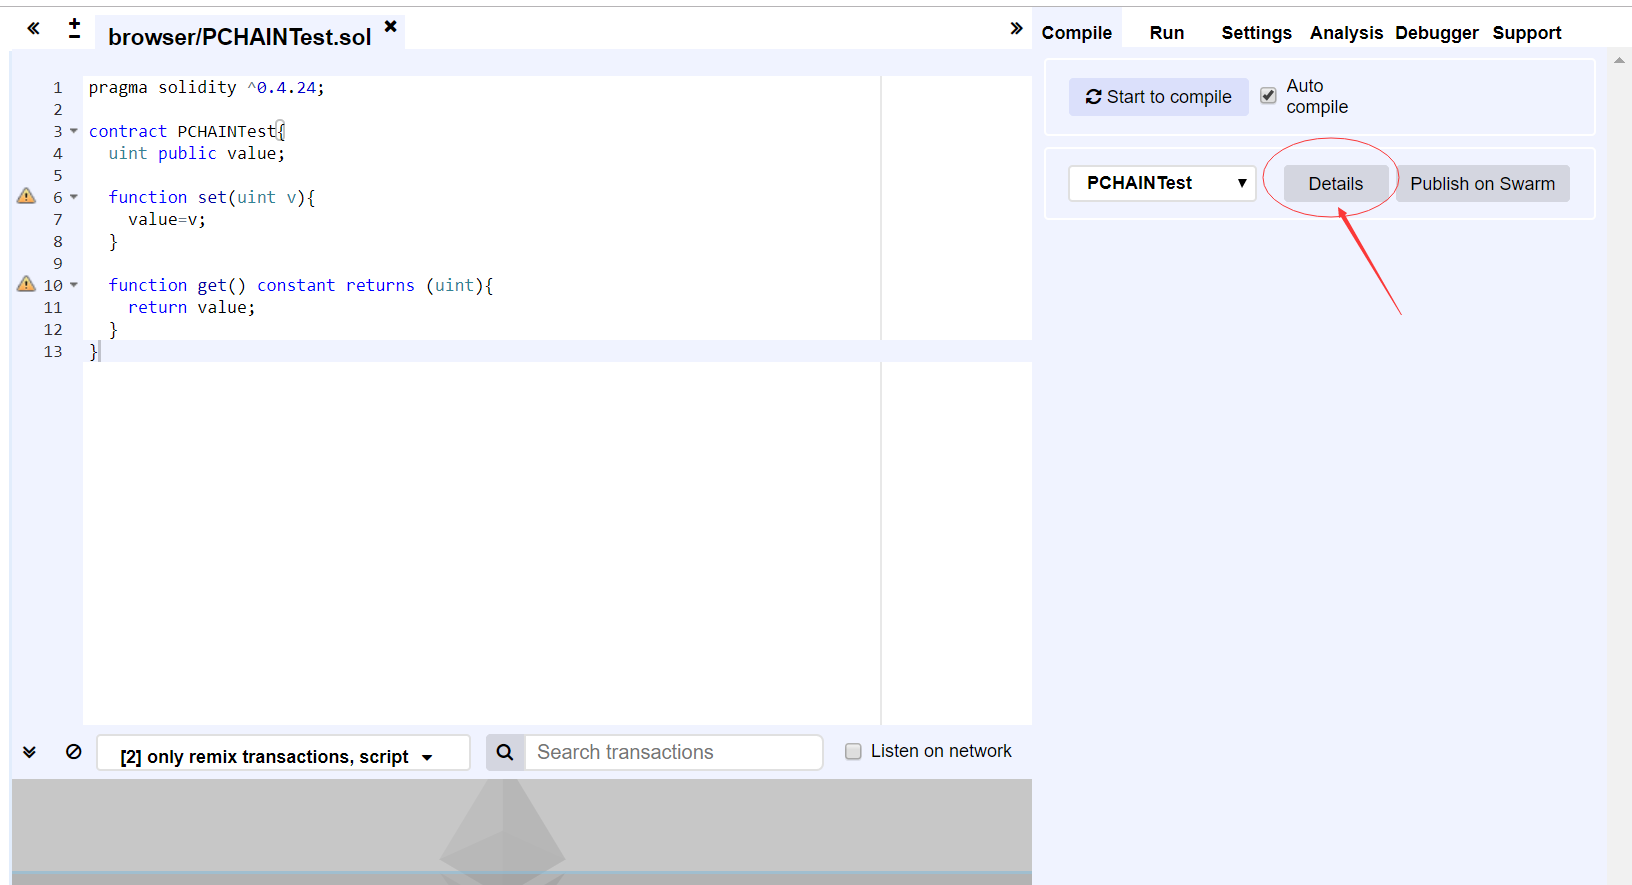 browser/PCHAINTest.sol
Compile Run Settings Analysis Debugger Support
1 pragma solidity ^0.4.24;
2
3 contract PCHAINTest{
4 uint public value;
5
6 function set(uint v){
7 value=v;
8 }
9
10 function get() constant returns (uint){
11 return value;
12 }
13 }
Start to compile
Auto
compile
PCHAINTest
Details
Publish on Swarm
[2] only remix transactions, script
Search transactions
Listen on network